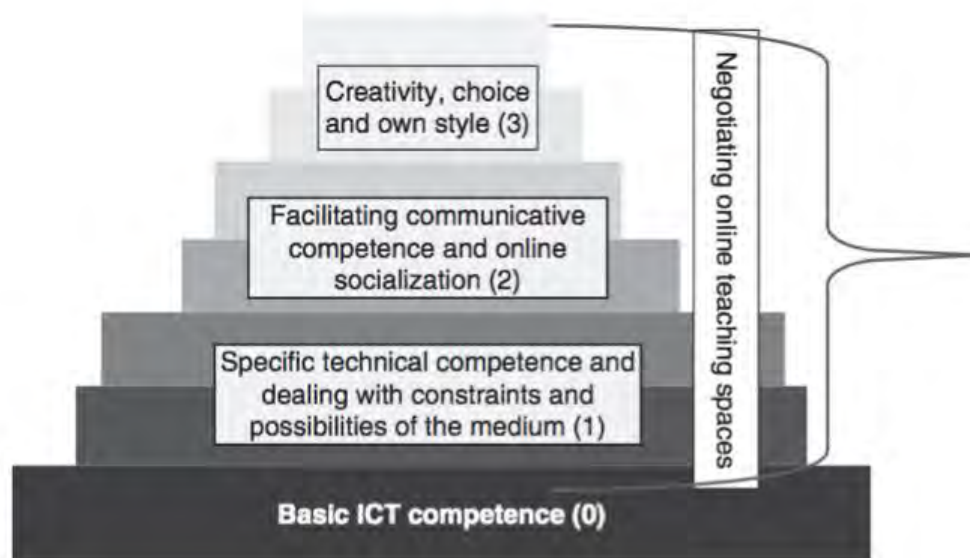 Creativity, choice
and own style (3)
Facilitating communicative
competence and online
socialization (2)
Specific technical competence and
dealing with constraints and
possibilities of the medium (1)
Basic ICT competence (0)
Negotiating online teaching spaces